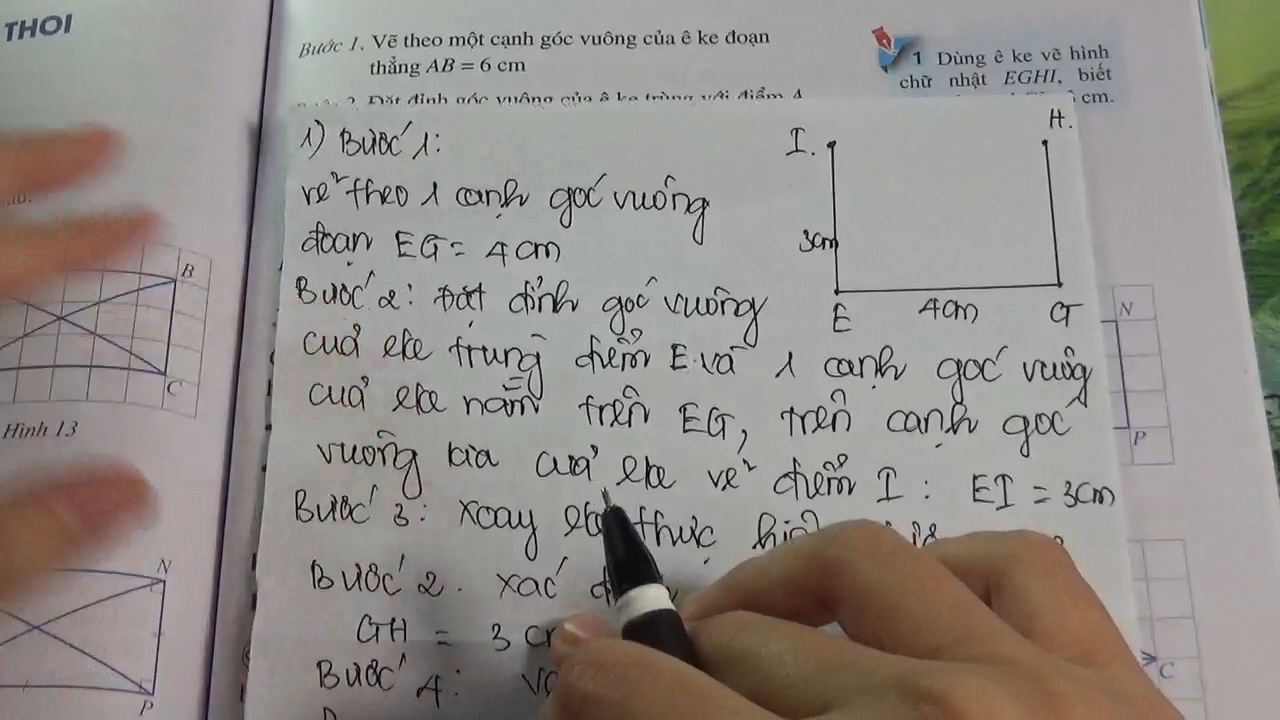 THOI
Bước 1. Vẽ theo một cạnh góc vuông của ê ke đoạn
thẳng AB = 6 cm
1 Dùng ê ke vẽ hình
chữ nhật EGHI, biết
cm.
1) Bước 1:
vẽ theo 1 cạnh góc vuông
đoạn EG = 4cm
Bước 2: Đặt đỉnh góc vuông
của eke trùng điểm E và 1 cạnh góc vuông
của eke nằm trên EG, trên cạnh góc
vuông kia của eke vẽ điểm I : EI = 3cm
Bước 3: xoay eke thực
Bước 2. xác
GH = 3
Bước 4:
I.
H.
3cm
E
4cm
G
B
C
Hình 13
N
P
N
P
C